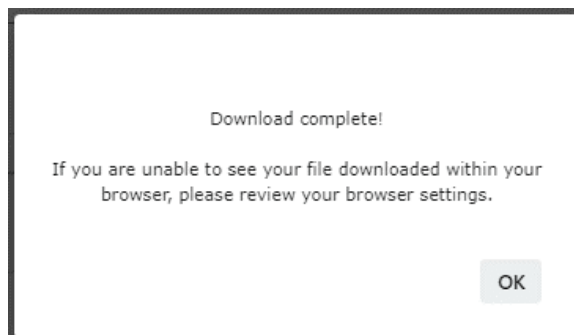 Download complete!
If you are unable to see your file downloaded within your
browser, please review your browser settings.
OK